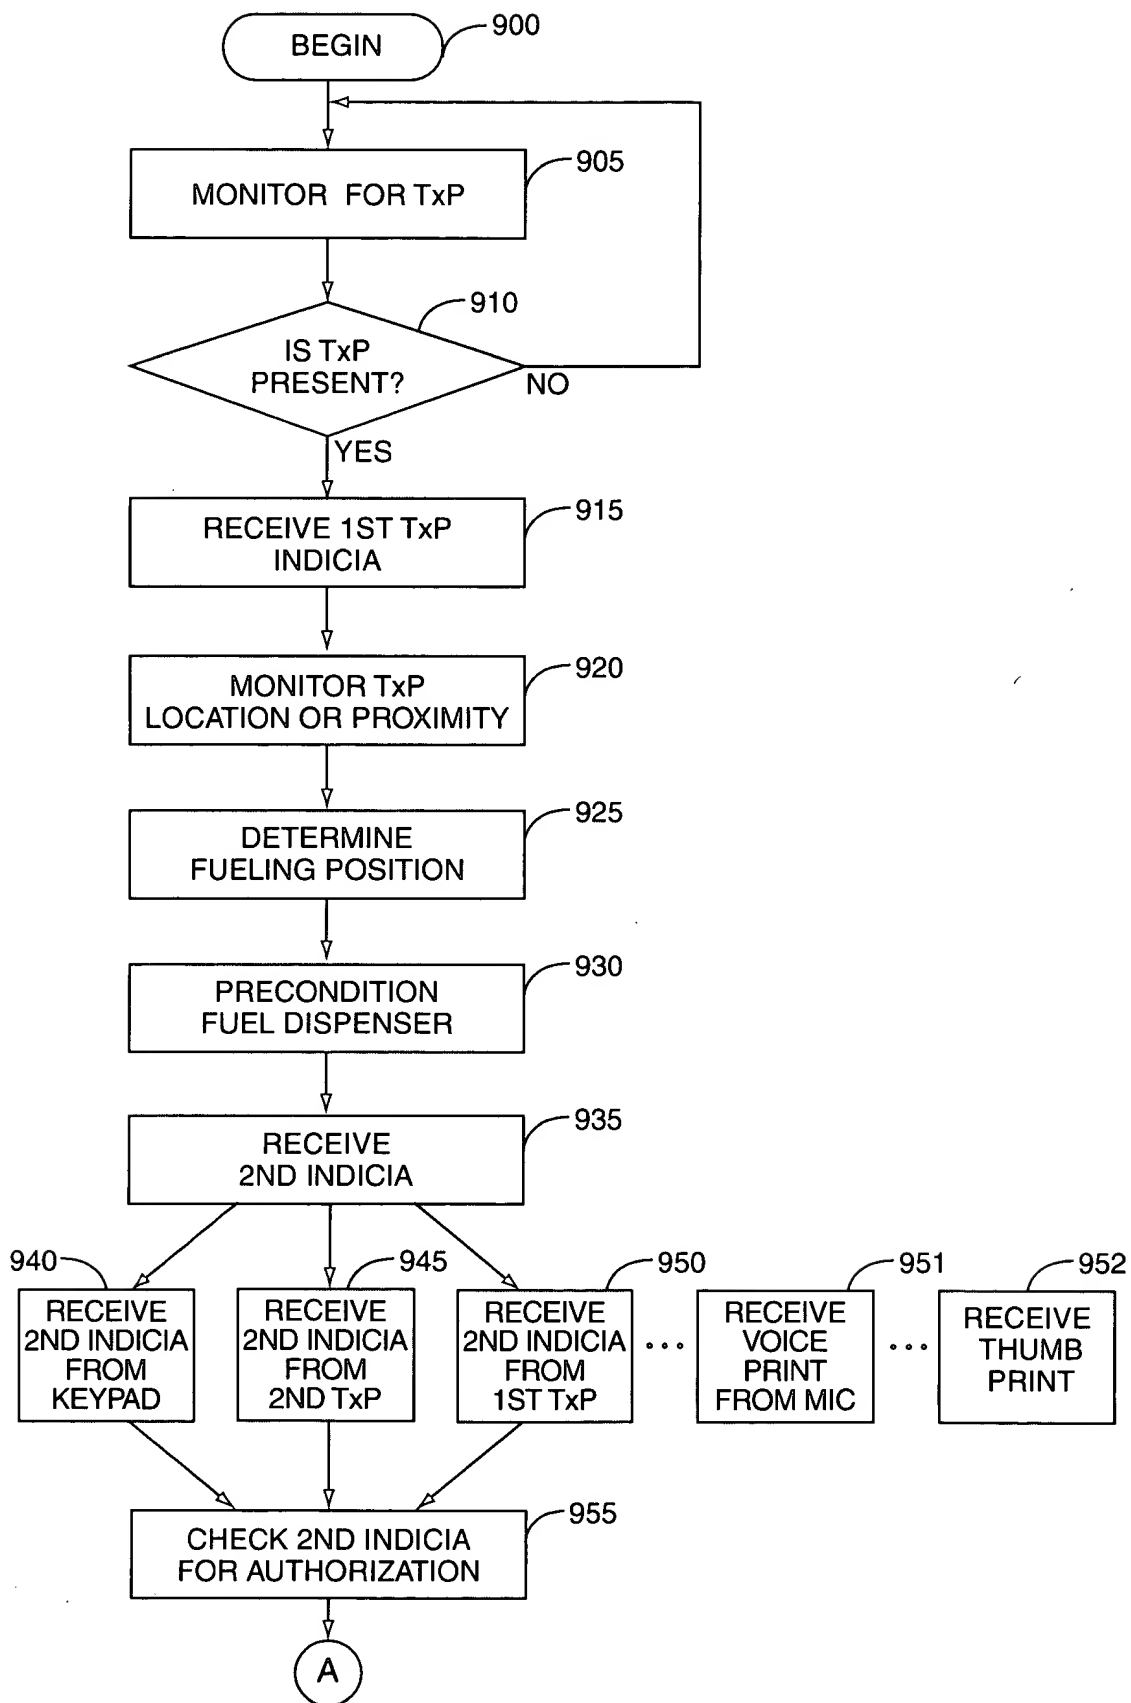 BEGIN
900
MONITOR FOR TxP
905
IS TxP
PRESENT?
910
NO
YES
RECEIVE 1ST TxP
INDICIA
915
MONITOR TxP
LOCATION OR PROXIMITY
920
DETERMINE
FUELING POSITION
925
PRECONDITION
FUEL DISPENSER
930
RECEIVE
2ND INDICIA
935
940
RECEIVE
2ND INDICIA
FROM
KEYPAD
945
RECEIVE
2ND INDICIA
FROM
2ND TxP
950
RECEIVE
2ND INDICIA
FROM
1ST TxP
...
951
RECEIVE
VOICE
PRINT
FROM MIC
...
952
RECEIVE
THUMB
PRINT
CHECK 2ND INDICIA
FOR AUTHORIZATION
955
A